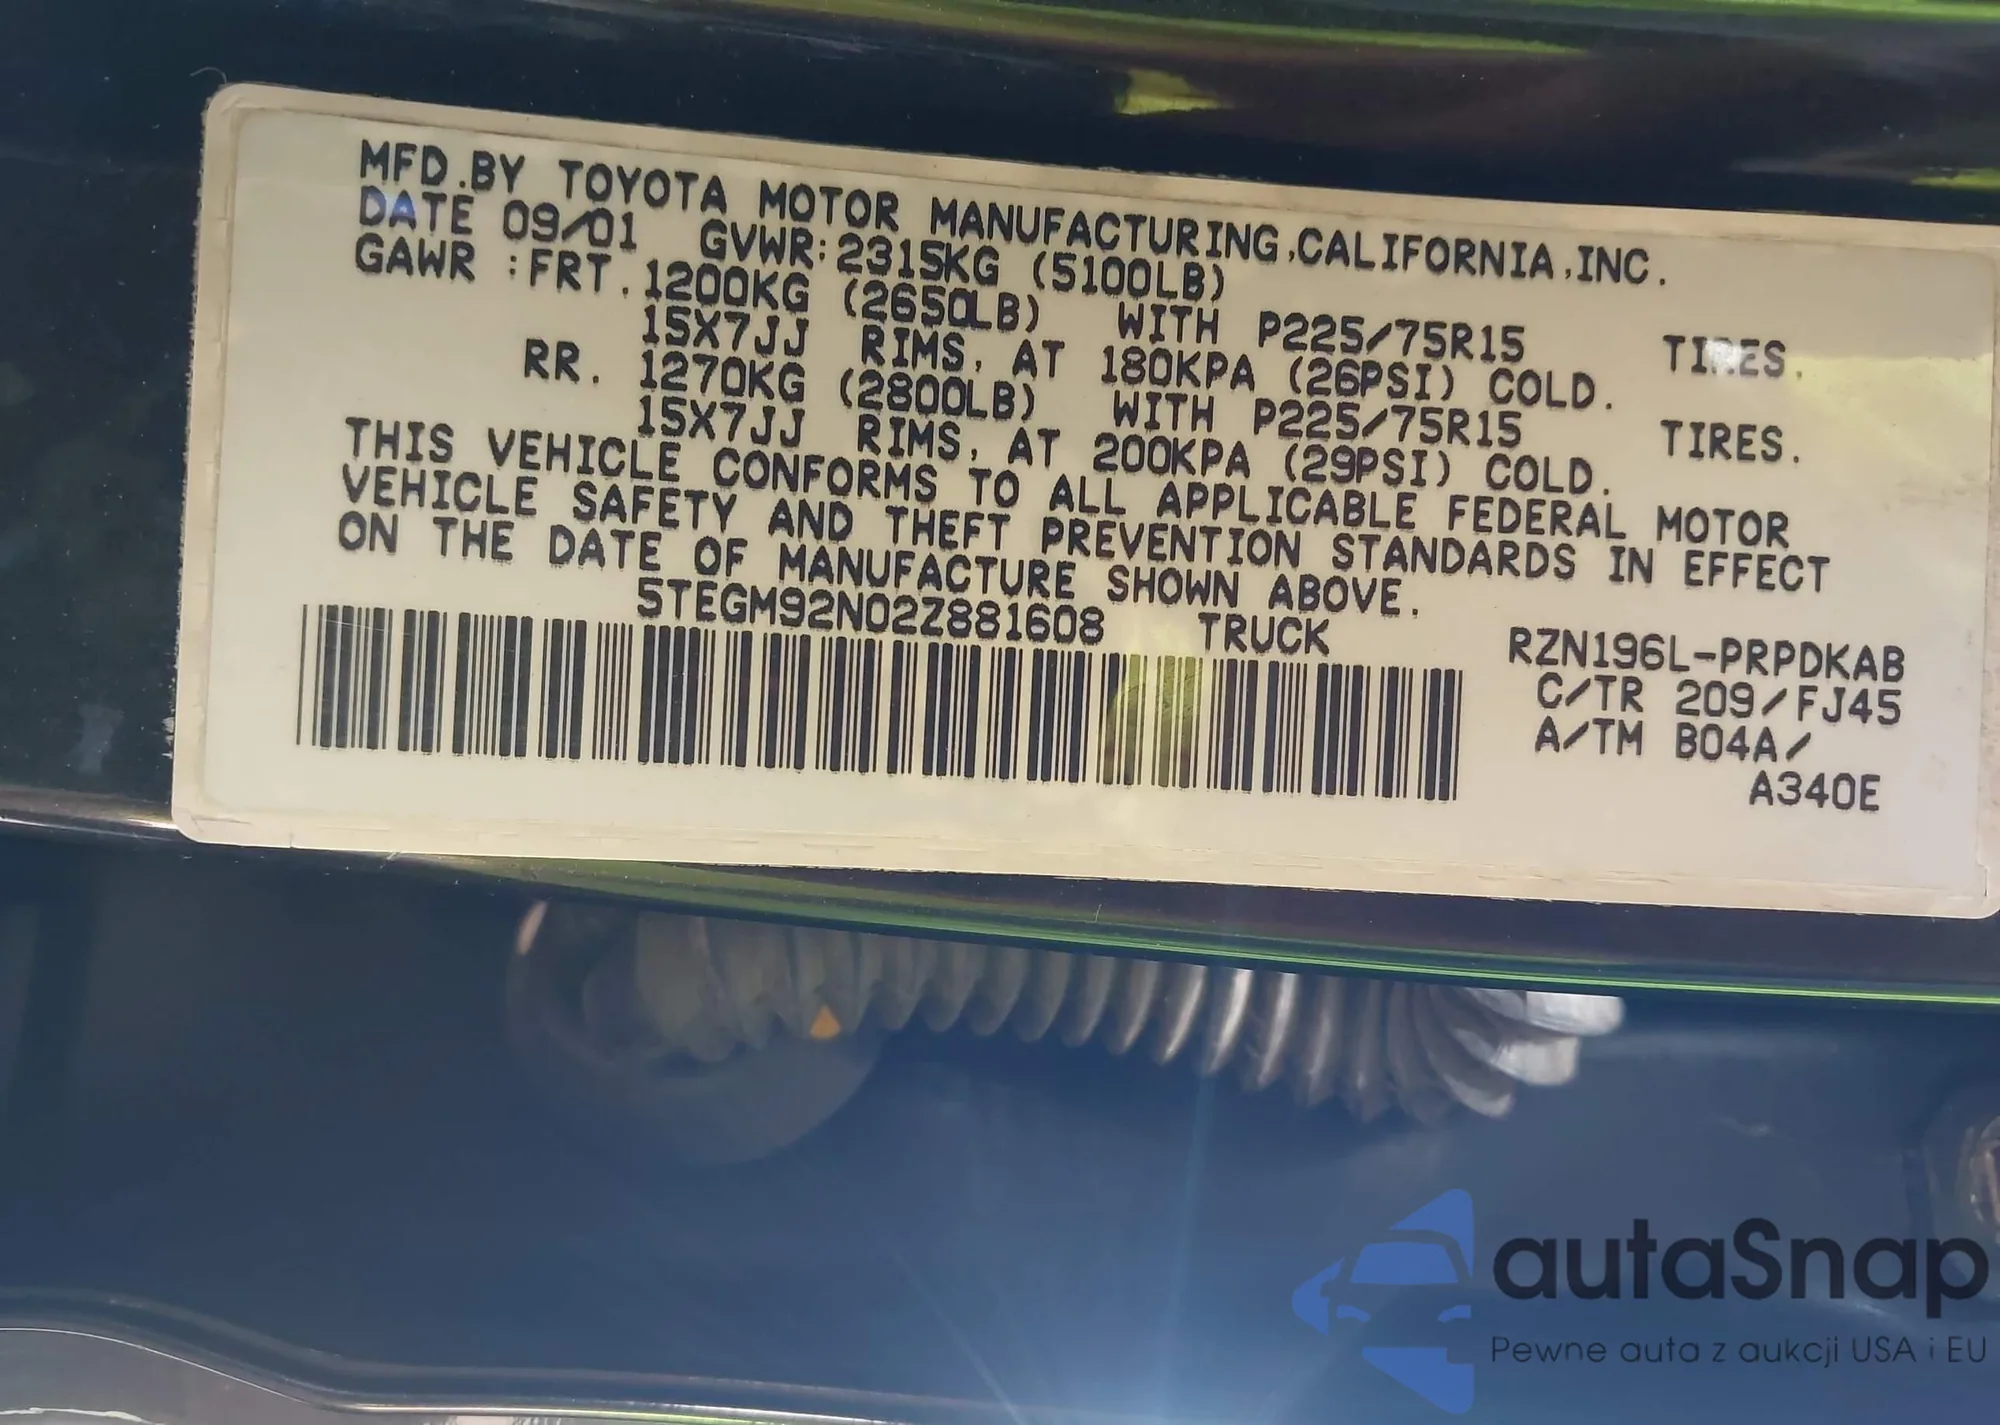 MFD.BY TOYOTA MOTOR MANUFACTURING,CALIFORNIA,INC.
DATE 09/01 GVWR:2315KG (5100LB)
GAWR :FRT. 1200KG (2650LB) WITH P225/75R15 TIRES.
15X7JJ RIMS, AT 180KPA (26PSI) COLD.
RR. 1270KG (2800LB) WITH P225/75R15 TIRES.
15X7JJ RIMS, AT 200KPA (29PSI) COLD.
THIS VEHICLE CONFORMS TO ALL APPLICABLE FEDERAL MOTOR
VEHICLE SAFETY AND THEFT PREVENTION STANDARDS IN EFFECT
ON THE DATE OF MANUFACTURE SHOWN ABOVE.
5TEGM92N02Z881608 TRUCK RZN196L-PRPDKAB
C/TR 209/FJ45
A/TM B04A/
A340E
autaSnap
Pewne auta z aukcji USA i EU